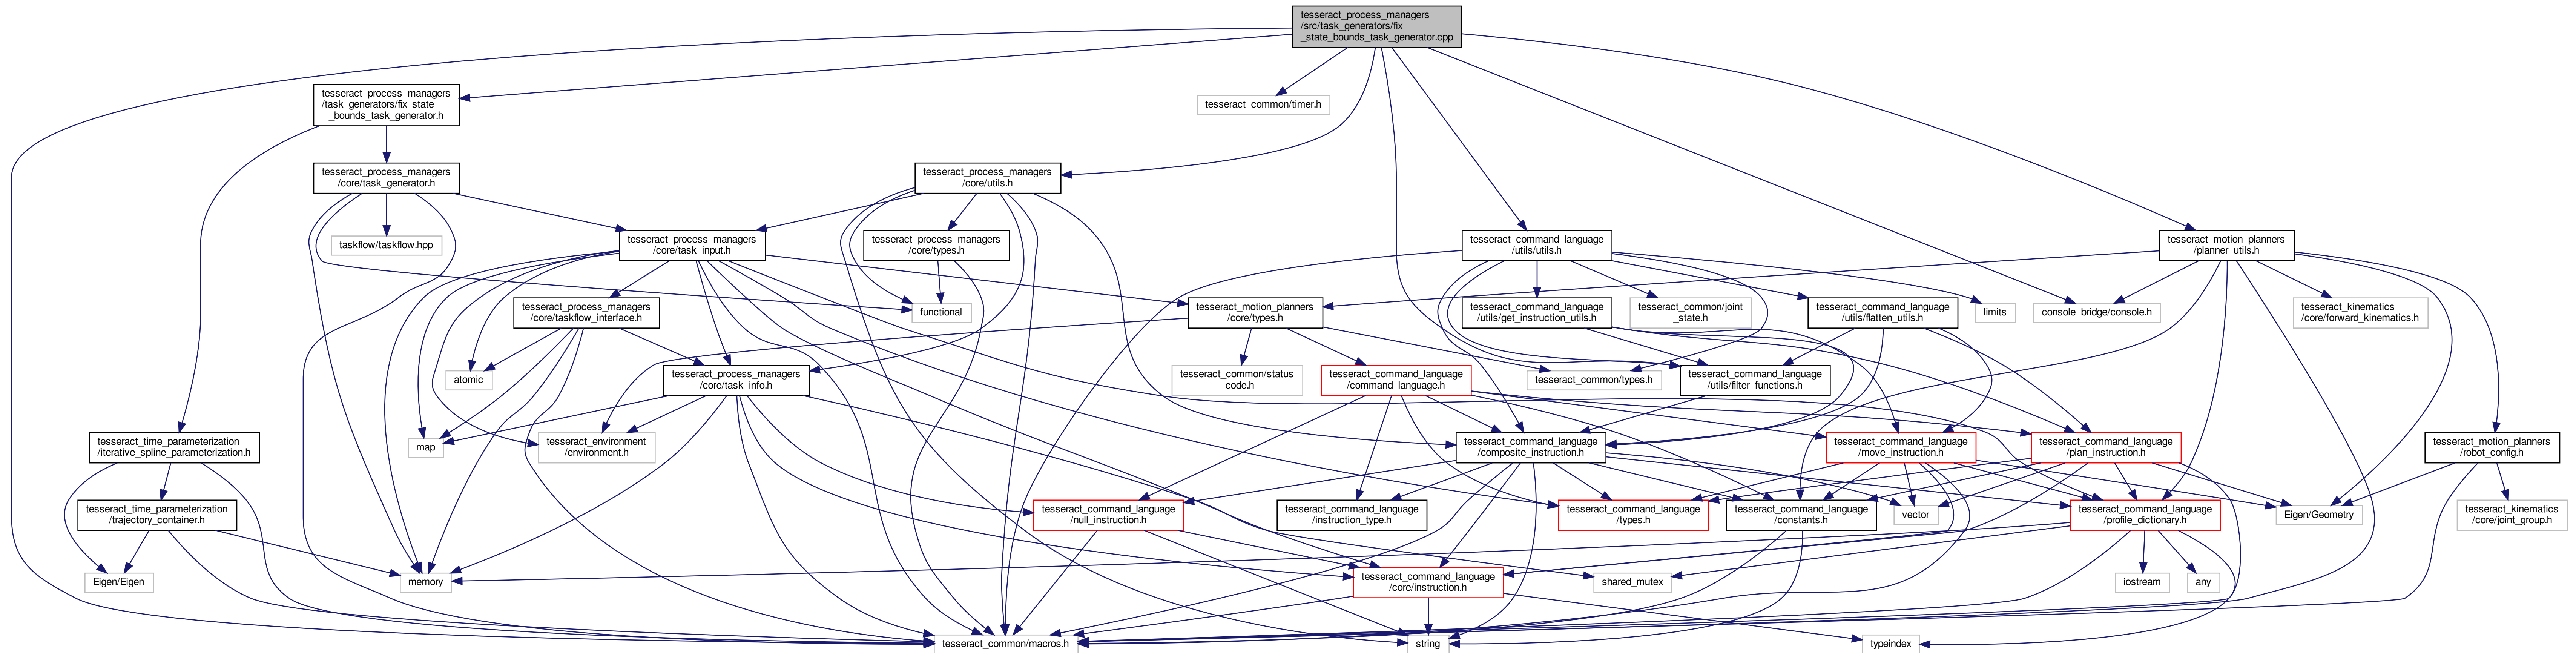 tesseract_process_managers
/src/task_generators/fix
_state_bounds_task_generator.cpp
tesseract_process_managers
/task_generators/fix_state
_bounds_task_generator.h
tesseract_common/timer.h
tesseract_process_managers
/core/task_generator.h
tesseract_process_managers
/core/utils.h
taskflow/taskflow.hpp
tesseract_process_managers
/core/task_input.h
tesseract_process_managers
/core/types.h
tesseract_command_language
/utils/utils.h
tesseract_motion_planners
/planner_utils.h
tesseract_process_managers
/core/taskflow_interface.h
functional
tesseract_motion_planners
/core/types.h
tesseract_command_language
/utils/get_instruction_utils.h
tesseract_common/joint
_state.h
tesseract_command_language
/utils/flatten_utils.h
limits
console_bridge/console.h
tesseract_kinematics
/core/forward_kinematics.h
atomic
tesseract_process_managers
/core/task_info.h
tesseract_common/status
_code.h
tesseract_command_language
/command_language.h
tesseract_common/types.h
tesseract_command_language
/utils/filter_functions.h
tesseract_time_parameterization
/iterative_spline_parameterization.h
map
tesseract_environment
/environment.h
tesseract_command_language
/composite_instruction.h
tesseract_command_language
/move_instruction.h
tesseract_command_language
/plan_instruction.h
tesseract_motion_planners
/robot_config.h
tesseract_time_parameterization
/trajectory_container.h
tesseract_command_language
/null_instruction.h
tesseract_command_language
/instruction_type.h
tesseract_command_language
/types.h
tesseract_command_language
/constants.h
vector
tesseract_command_language
/profile_dictionary.h
Eigen/Geometry
tesseract_kinematics
/core/joint_group.h
Eigen/Eigen
memory
tesseract_command_language
/core/instruction.h
shared_mutex
iostream
any
tesseract_common/macros.h
string
typeindex